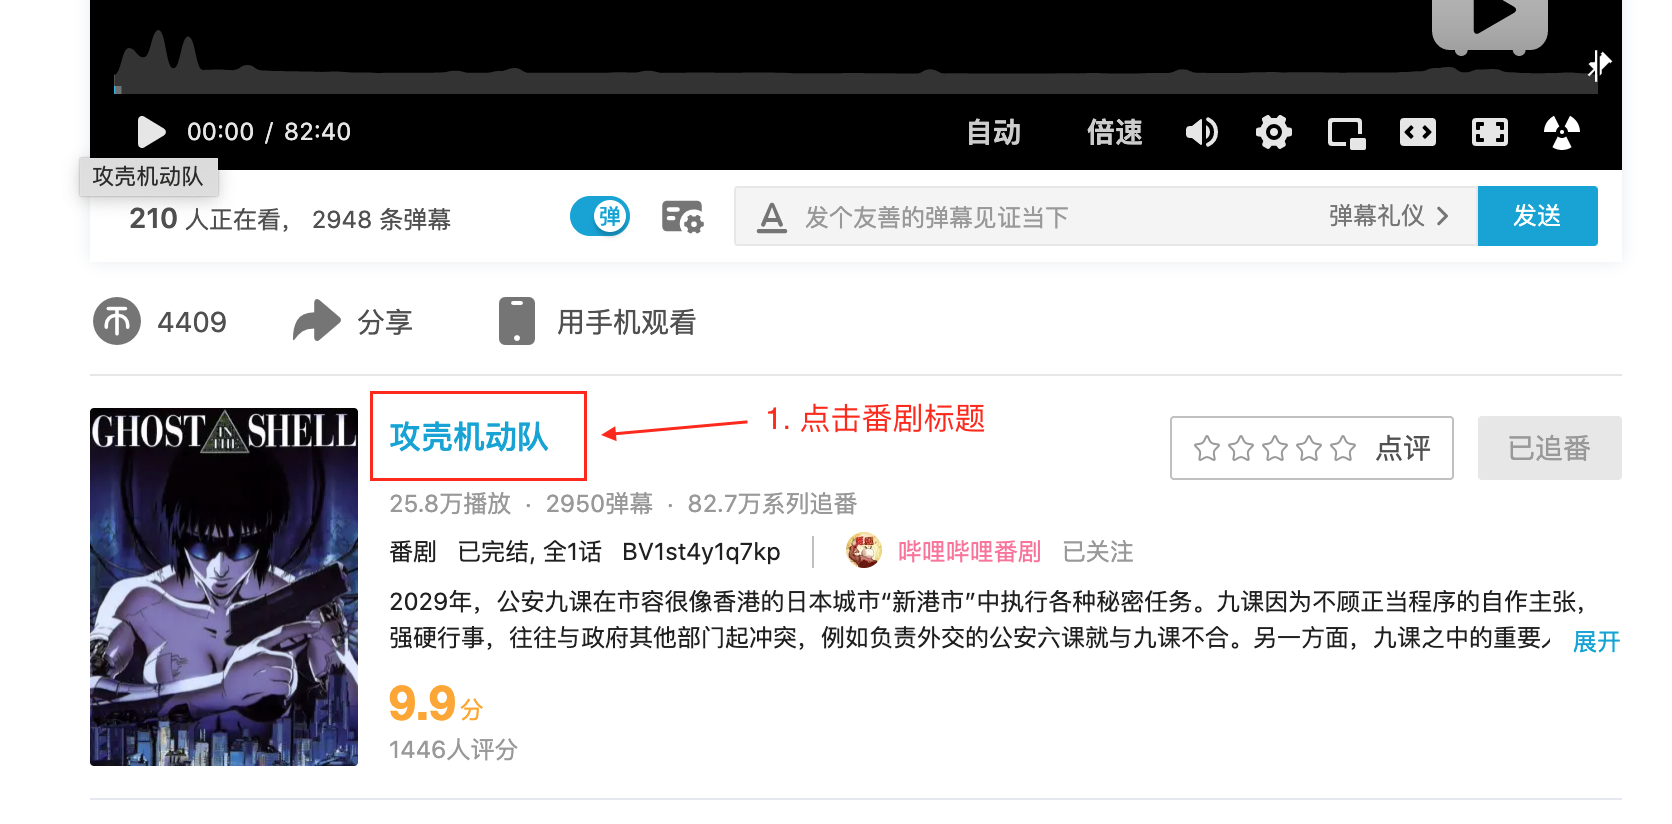 00:00 / 82:40
自动
倍速
攻壳机动队
210 人正在看， 2948 条弹幕
弹
发个友善的弹幕见证当下
弹幕礼仪
发送
4409
分享
用手机观看
GHOST IN THE SHELL
攻壳机动队
1. 点击番剧标题
点评
已追番
25.8万播放 · 2950弹幕 · 82.7万系列追番
番剧 已完结, 全1话 BV1st4y1q7kp
哔哩哔哩番剧 已关注
2029年，公安九课在市容很像香港的日本城市“新港市”中执行各种秘密任务。九课因为不顾正当程序的自作主张，
强硬行事，往往与政府其他部门起冲突，例如负责外交的公安六课就与九课不合。另一方面，九课之中的重要
展开
9.9分
1446人评分